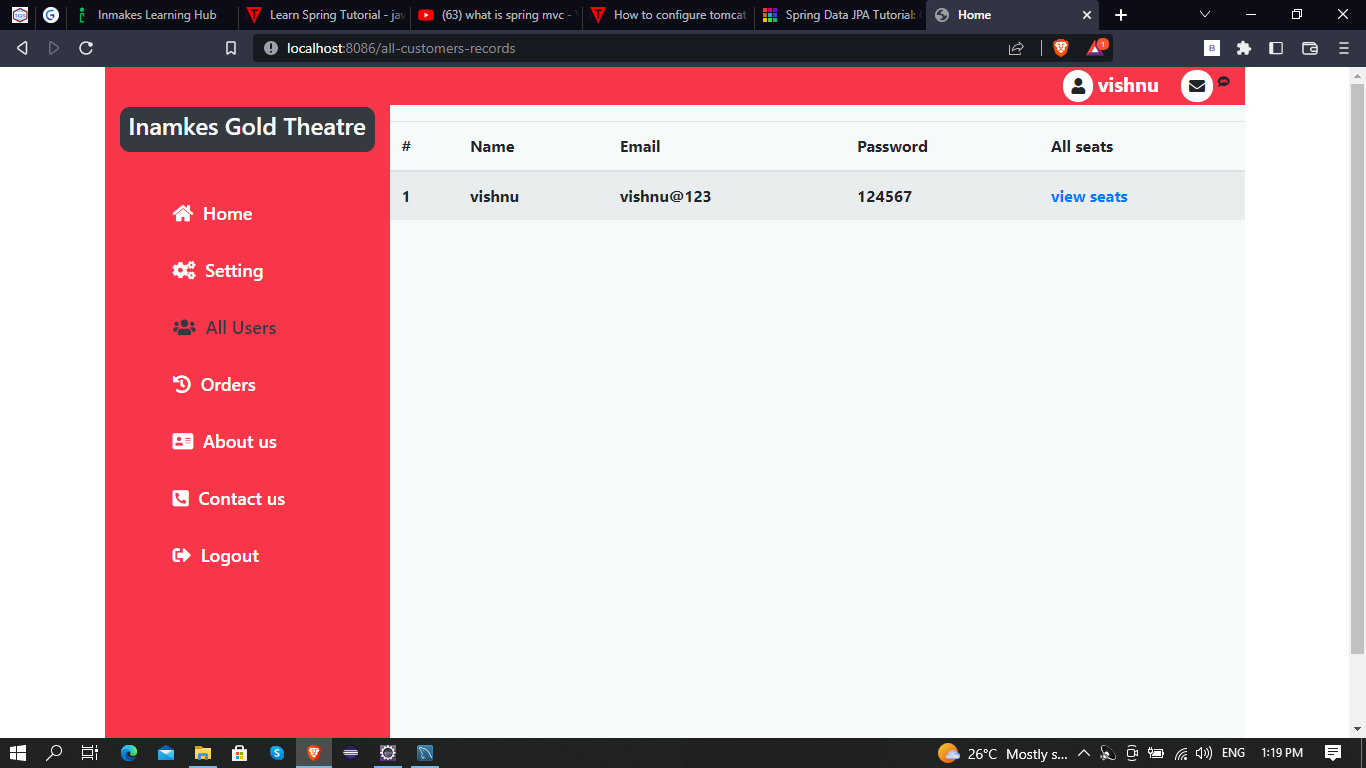 TGS
Inmakes Learning Hub
Learn Spring Tutorial - jav
(63) what is spring mvc -
How to configure tomcat
Spring Data JPA Tutorial:
Home
localhost:8086/all-customers-records
B
1
vishnu
Inamkes Gold Theatre
# Name Email Password All seats
1 vishnu vishnu@123 124567 view seats
Home
Setting
All Users
Orders
About us
Contact us
Logout
26°C Mostly s... ENG 1:19 PM